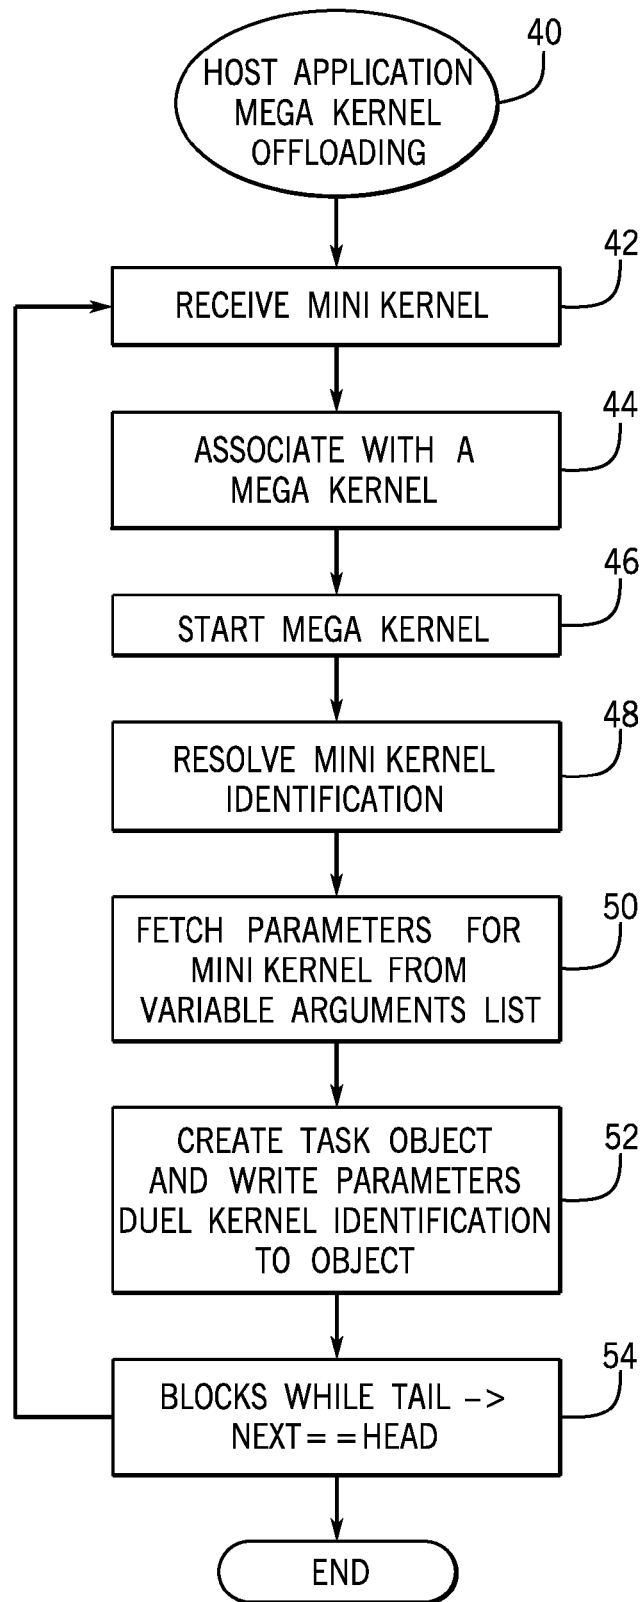 40
HOST APPLICATION
MEGA KERNEL
OFFLOADING
42
RECEIVE MINI KERNEL
44
ASSOCIATE WITH A
MEGA KERNEL
46
START MEGA KERNEL
48
RESOLVE MINI KERNEL
IDENTIFICATION
50
FETCH PARAMETERS FOR
MINI KERNEL FROM
VARIABLE ARGUMENTS LIST
52
CREATE TASK OBJECT
AND WRITE PARAMETERS
DUEL KERNEL IDENTIFICATION
TO OBJECT
54
BLOCKS WHILE TAIL ->
NEXT==HEAD
END